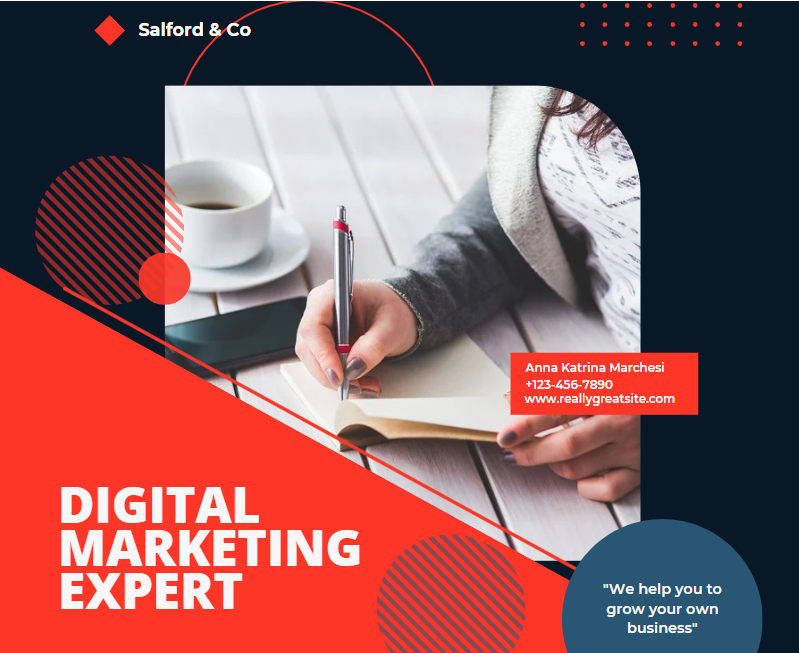 Salford & Co
Anna Katrina Marchesi
+123-456-7890
www.reallygreatsite.com
DIGITAL
MARKETING
EXPERT
"We help you to
grow your own
business"